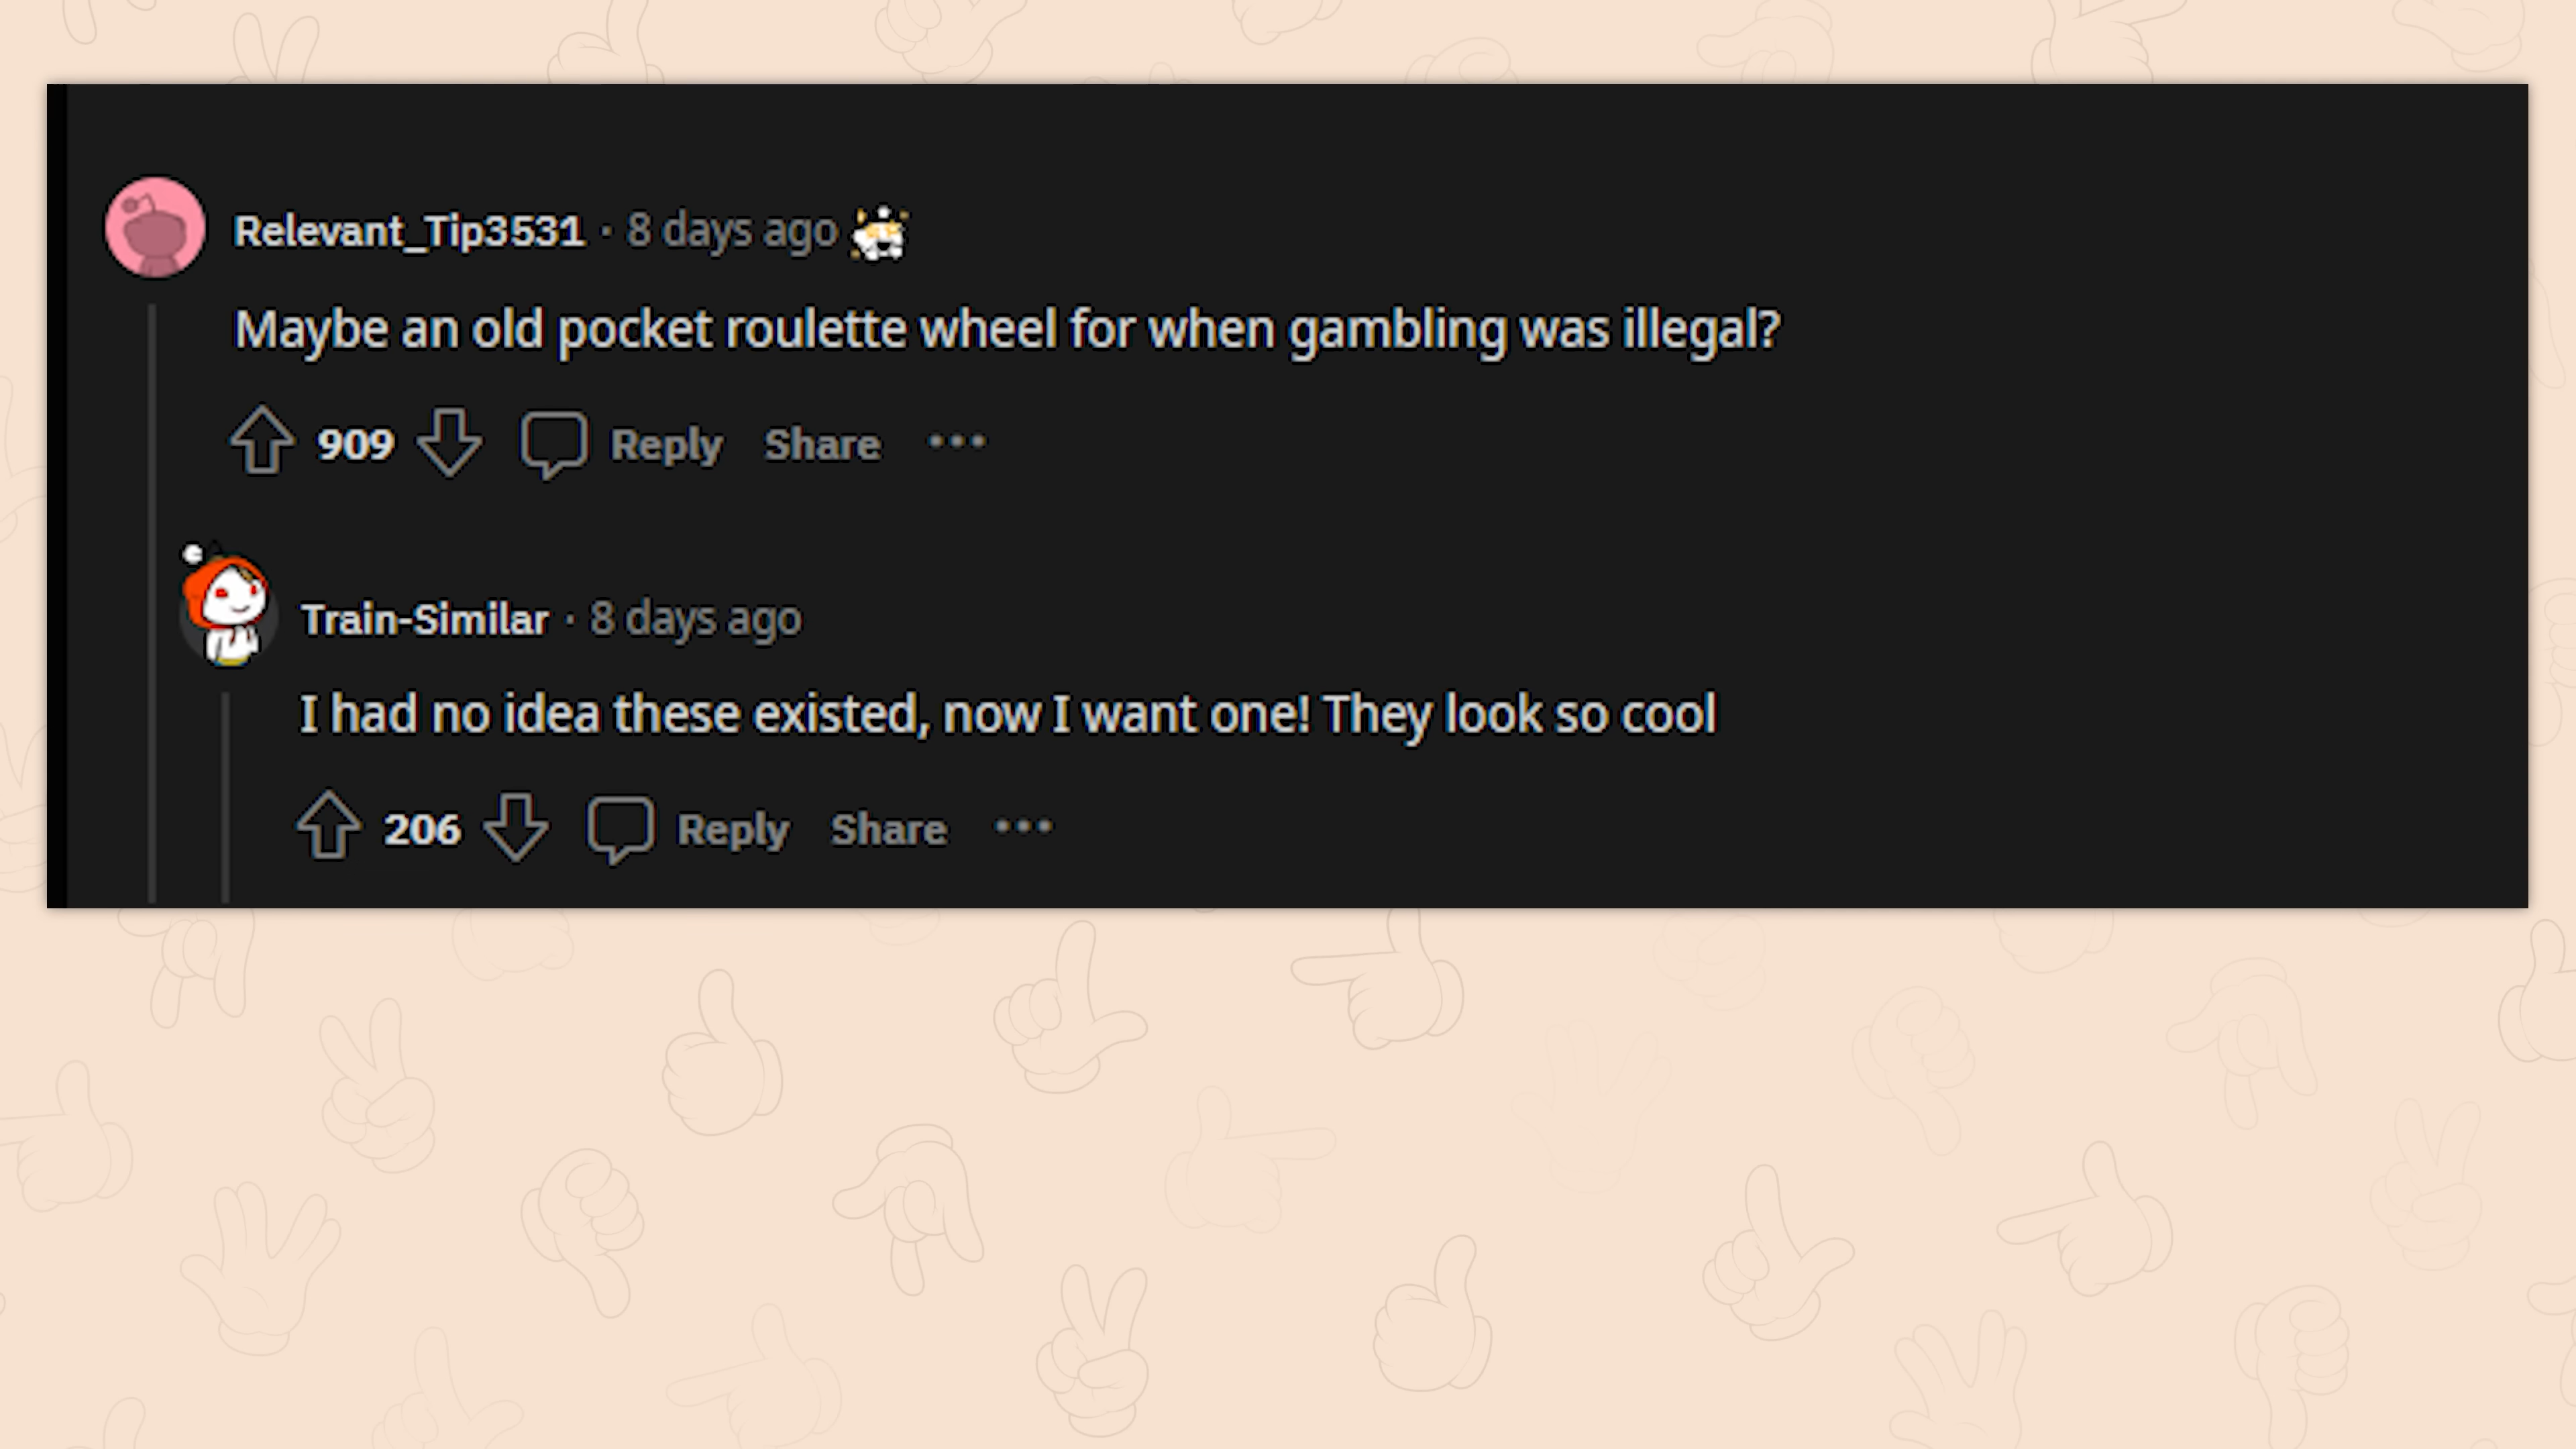 Relevant_Tip3531 · 8 days ago
Maybe an old pocket roulette wheel for when gambling was illegal?
909 Reply Share ···
Train-Similar · 8 days ago
I had no idea these existed, now I want one! They look so cool
206 Reply Share ···